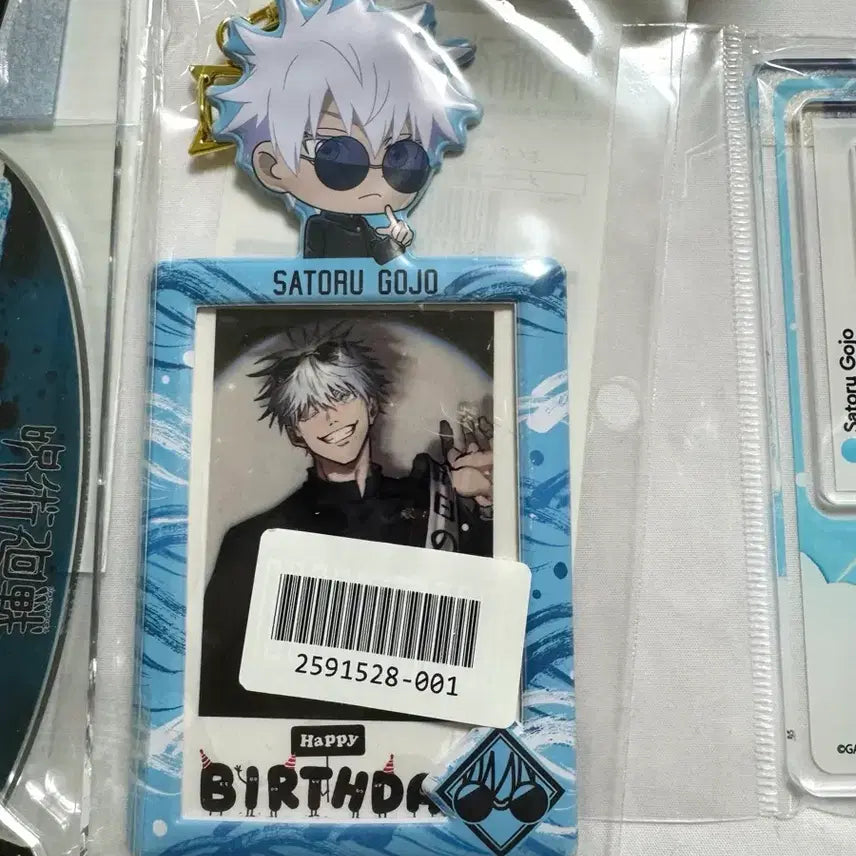 SATORU GOJO
2591528-001
Happy
BIRTHDA
呪術廻戦
Satoru Gojo
©GA